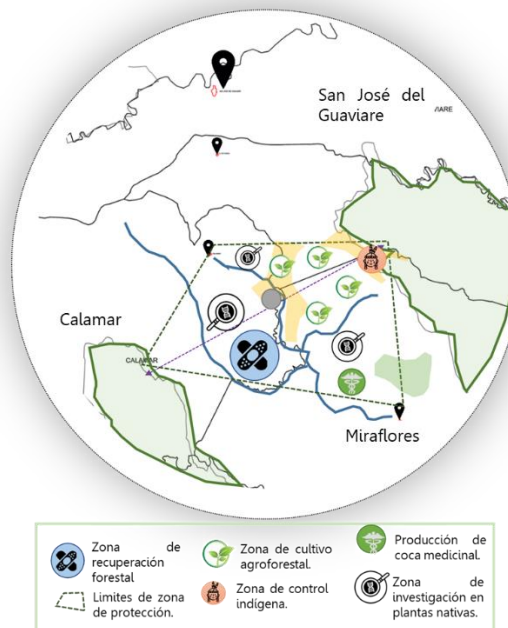 San José del
Guaviare
Calamar
CALAMAR
Miraflores
Zona de
recuperación
forestal
Zona de cultivo
agroforestal.
Producción de
coca medicinal.
Limites de zona
de protección.
Zona de control
indígena.
Zona de
investigación en
plantas nativas.